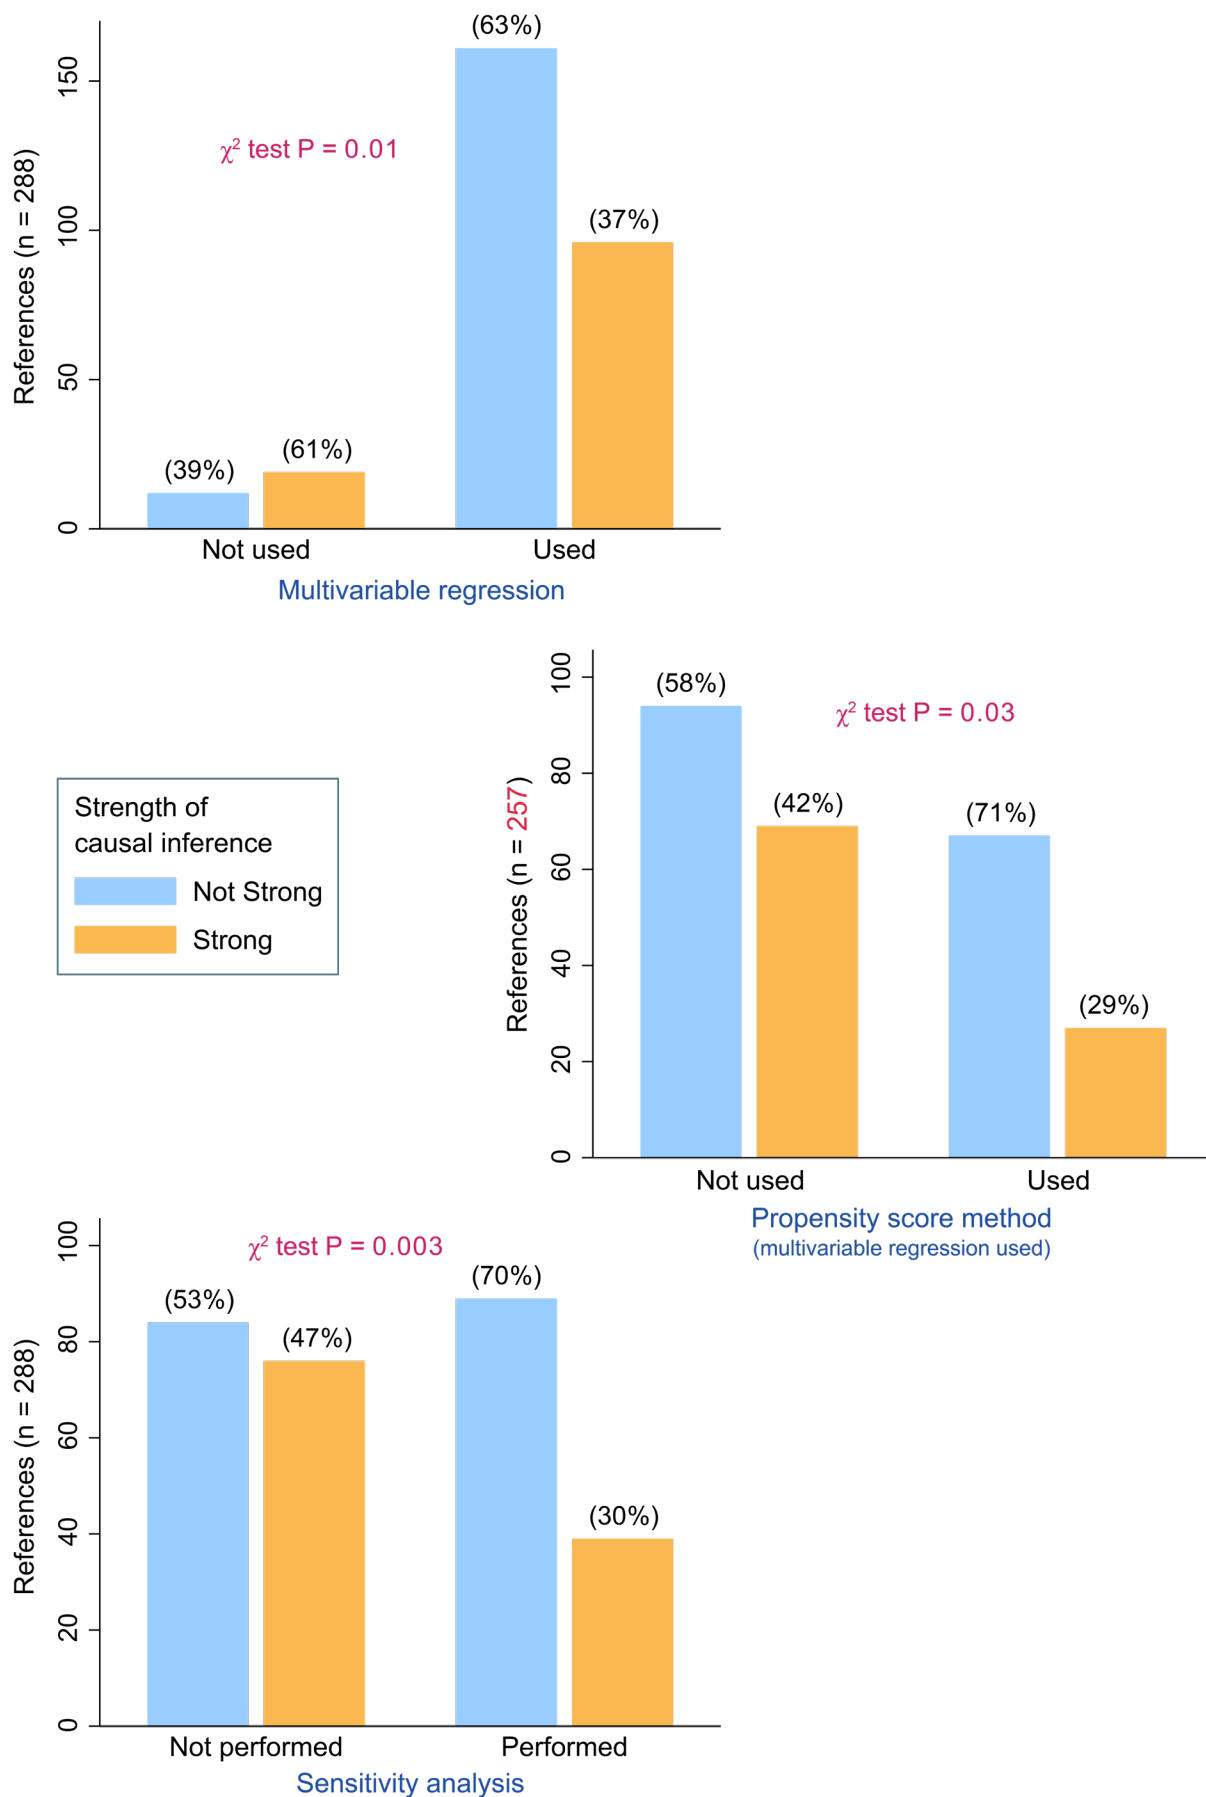 (63%)
150
χ² test P = 0.01
References (n = 288)
100
(37%)
50
(61%)
(39%)
0
Not used
Used
Multivariable regression
100
(58%)
χ² test P = 0.03
80
(42%)
(71%)
References (n = 257)
60
40
(29%)
20
0
Not used
Used
Propensity score method
(multivariable regression used)
Strength of
causal inference
Not Strong
Strong
100
χ² test P = 0.003
(70%)
(53%)
(47%)
80
References (n = 288)
60
40
(30%)
20
0
Not performed
Performed
Sensitivity analysis